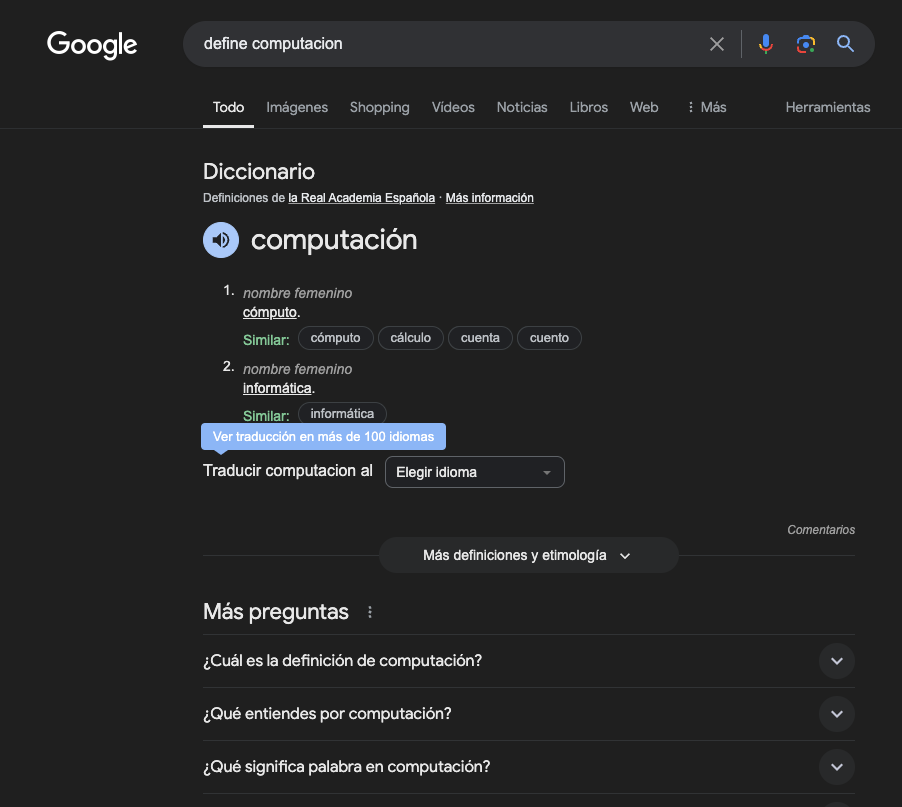 Google
define computacion
Todo Imágenes Shopping Videos Noticias Libros Web Más Herramientas
Diccionario
Definiciones de la Real Academia Española · Más información
computación
1. nombre femenino
cómputo.
Similar: cómputo cálculo cuenta cuento
2. nombre femenino
informática.
Similar: informática
Ver traducción en más de 100 idiomas
Traducir computacion al Elegir idioma
Comentarios
Más definiciones y etimología
Más preguntas
¿Cuál es la definición de computación?
¿Qué entiendes por computación?
¿Qué significa palabra en computación?